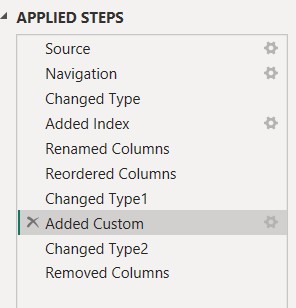 APPLIED STEPS
Source
Navigation
Changed Type
Added Index
Renamed Columns
Reordered Columns
Changed Type1
Added Custom
Changed Type2
Removed Columns